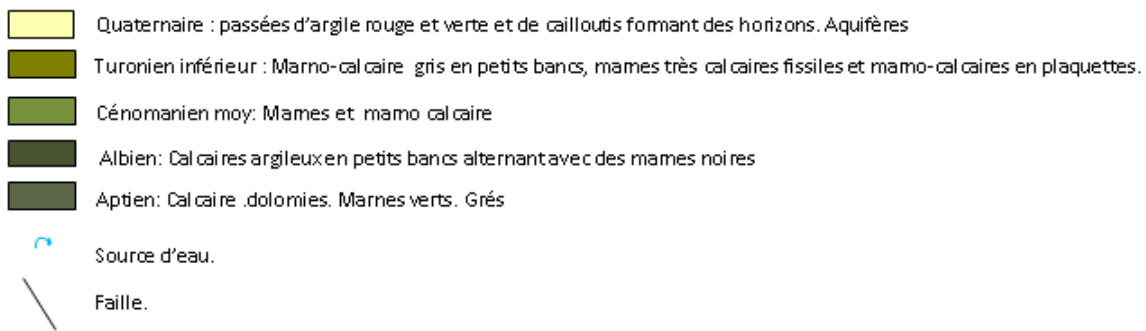 Quaternaire : passées d'argile rouge et verte et de cailloutis formant des horizons. Aquifères
Turonien inférieur : Marno-calcaire gris en petits bancs, marnes très calcaires fissiles et marno-calcaires en plaquettes.
Cénomanien moy: Marnes et marno calcaire
Albien: Calcaires argileux en petits bancs alternant avec des marnes noires
Aptien: Calcaire .dolomies. Marnes verts. Grés
Source d'eau.
Faille.